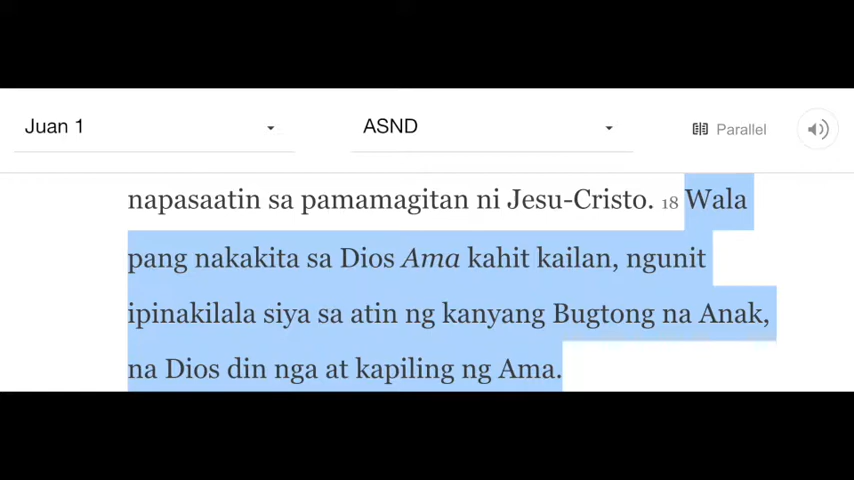 Juan 1 ASND Parallel
napasaatin sa pamamagitan ni Jesu-Cristo. 18 Wala
pang nakakita sa Dios Ama kahit kailan, ngunit
ipinakilala siya sa atin ng kanyang Bugtong na Anak,
na Dios din nga at kapiling ng Ama.